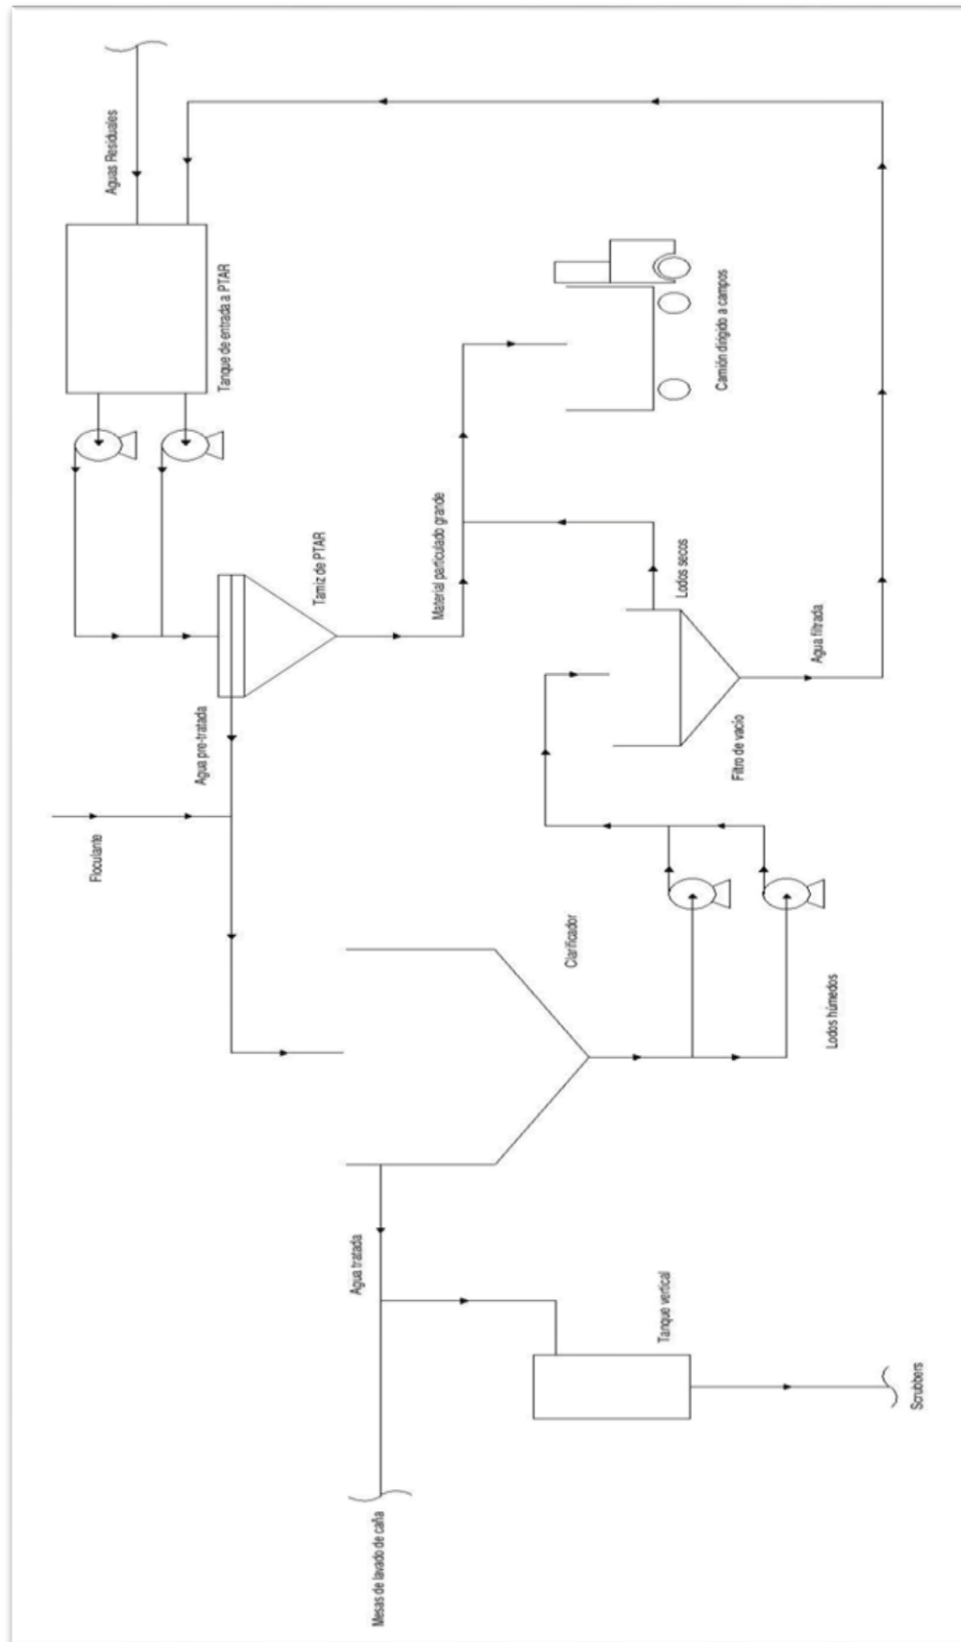 Floculante
Aguas Residuales
Agua pre-tratada
Tanque de entrada a PTAR
Tamiz de PTAR
Agua tratada
Mesas de lavado de caña
Material particulado grande
Clarificador
Tanque vertical
Lodos secos
Camión dirigido a campos
Filtro de vacio
Agua filtrada
Lodos húmedos
Scrubbers